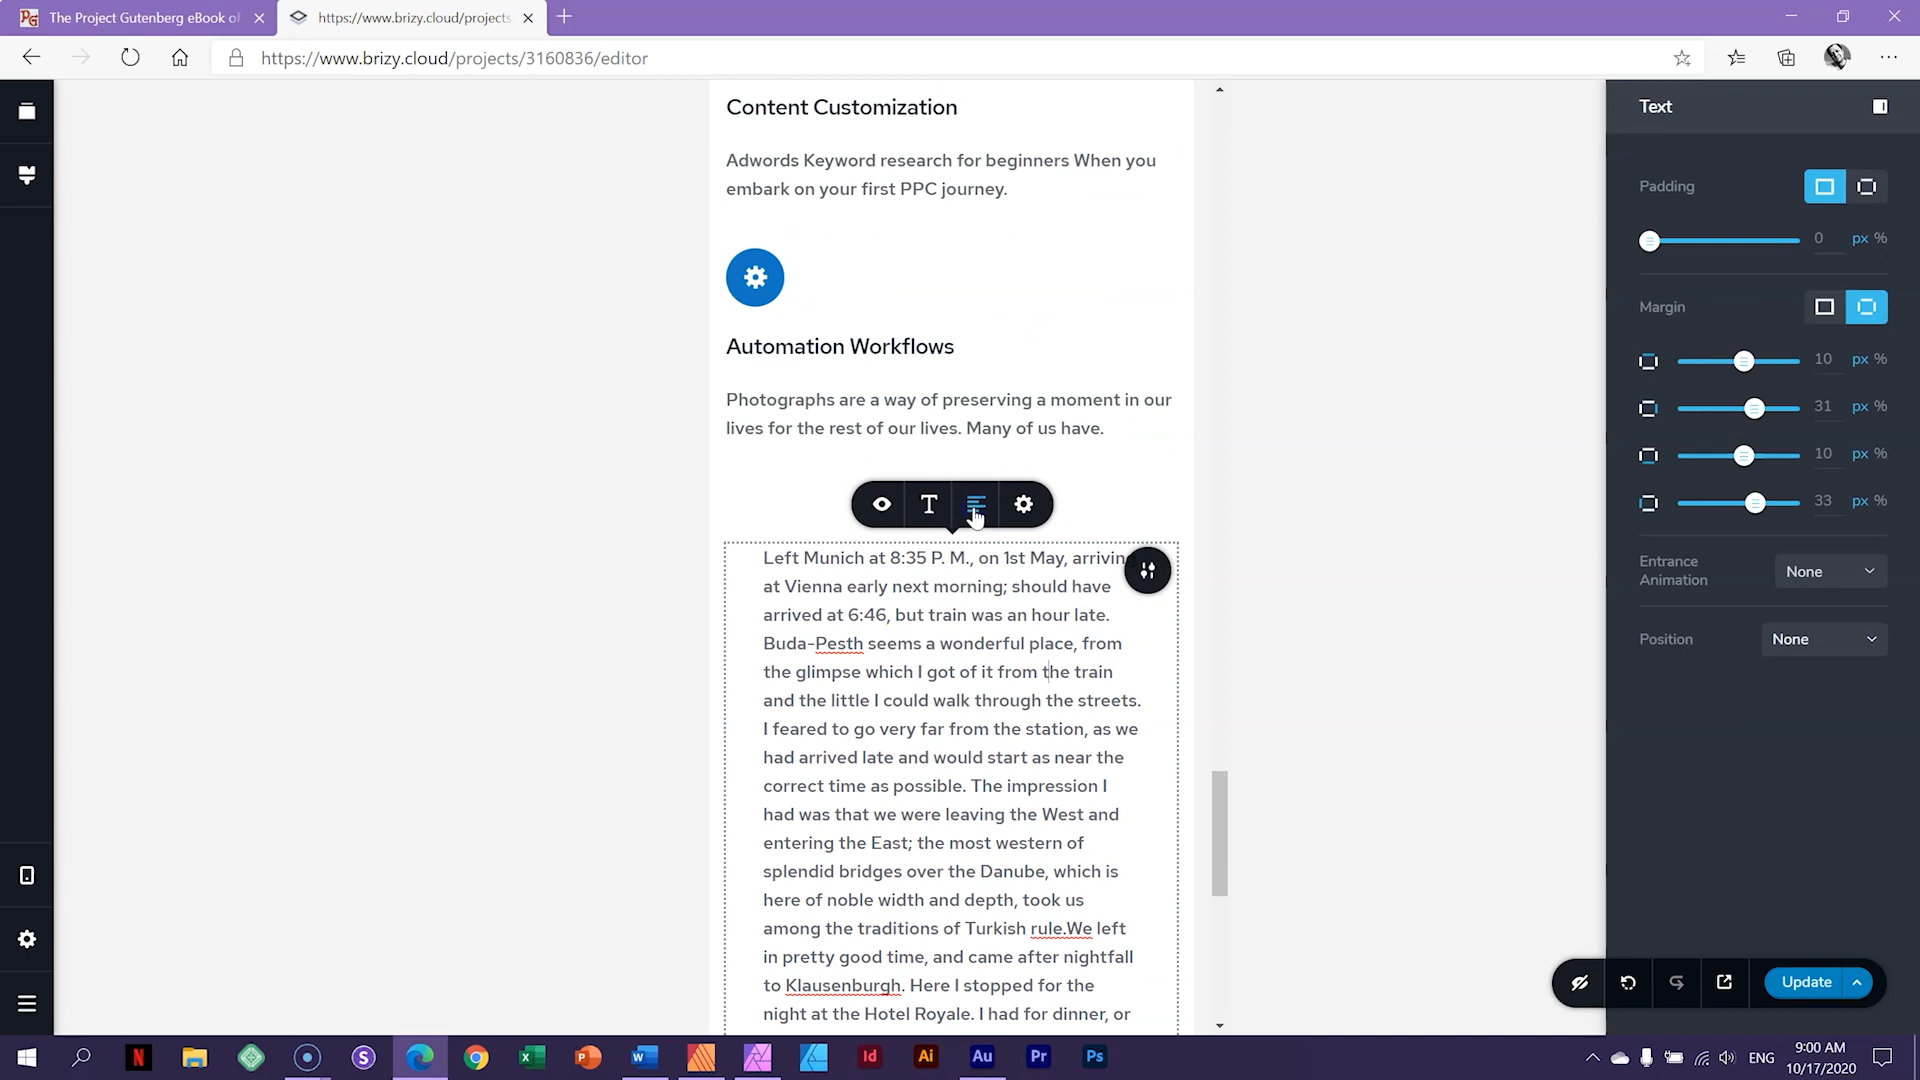 The Project Gutenberg eBook of
https://www.brizy.cloud/projects
https://www.brizy.cloud/projects/3160836/editor
Content Customization
Adwords Keyword research for beginners When you
embark on your first PPC journey.
Automation Workflows
Photographs are a way of preserving a moment in our
lives for the rest of our lives. Many of us have.
T
Left Munich at 8:35 P. M., on 1st May, arriving
at Vienna early next morning; should have
arrived at 6:46, but train was an hour late.
Buda-Pesth seems a wonderful place, from
the glimpse which I got of it from the train
and the little I could walk through the streets.
I feared to go very far from the station, as we
had arrived late and would start as near the
correct time as possible. The impression I
had was that we were leaving the West and
entering the East; the most western of
splendid bridges over the Danube, which is
here of noble width and depth, took us
among the traditions of Turkish rule.We left
in pretty good time, and came after nightfall
to Klausenburgh. Here I stopped for the
night at the Hotel Royale. I had for dinner, or
Text
Padding
0 px %
Margin
10 px %
31 px %
10 px %
33 px %
Entrance
Animation
None
Position
None
Update
N
S
X
P
W
Id
Ai
Au
Pr
Ps
ENG
9:00 AM
10/17/2020